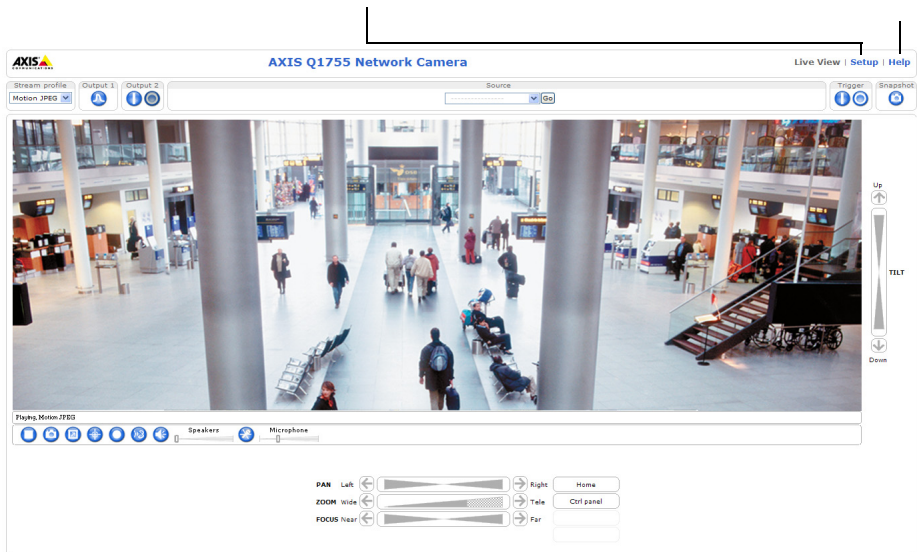 AXIS
COMMUNICATIONS
AXIS Q1755 Network Camera
Live View | Setup | Help
Stream profile
Output 1
Output 2
Source
Trigger
Snapshot
Motion JPEG
Go
Up
TILT
Down
Playing, Motion JPEG
Speakers
Microphone
PAN Left Right Home
ZOOM Wide Tele Ctrl panel
FOCUS Near Far